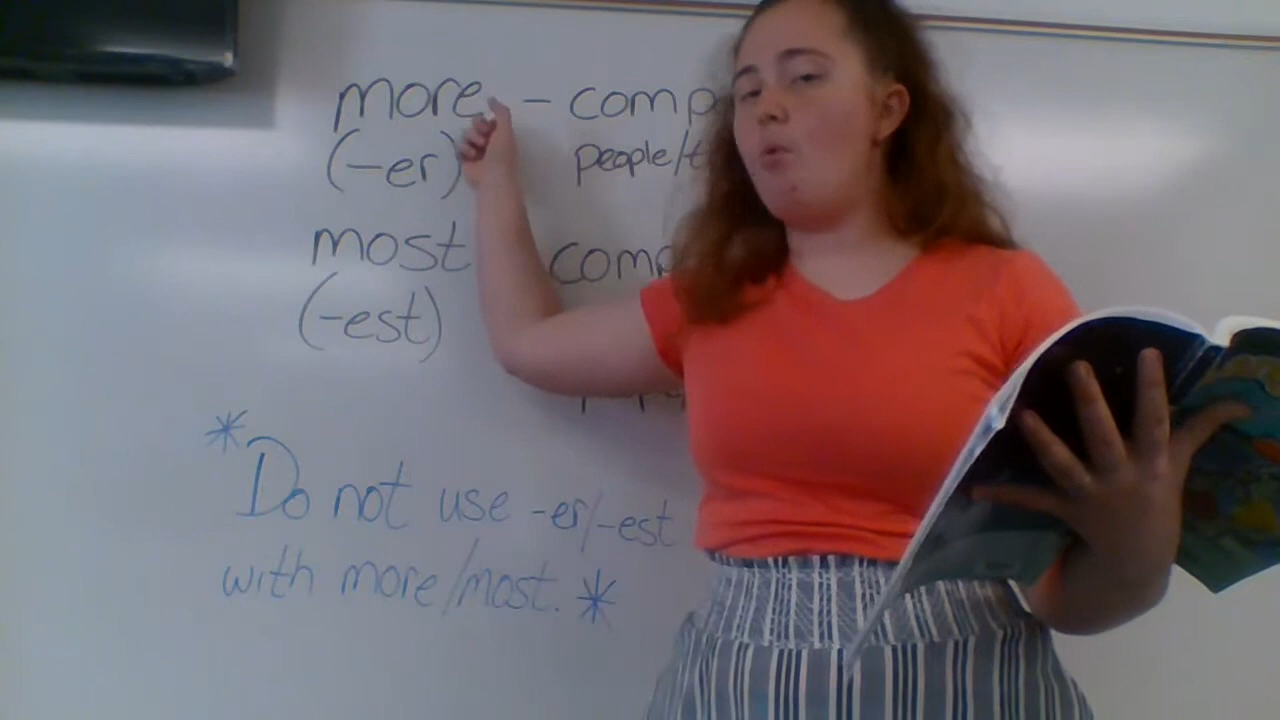 more - comp
(-er) people/t
most comp
(-est)
*Do not use -er/-est
with more/most.*